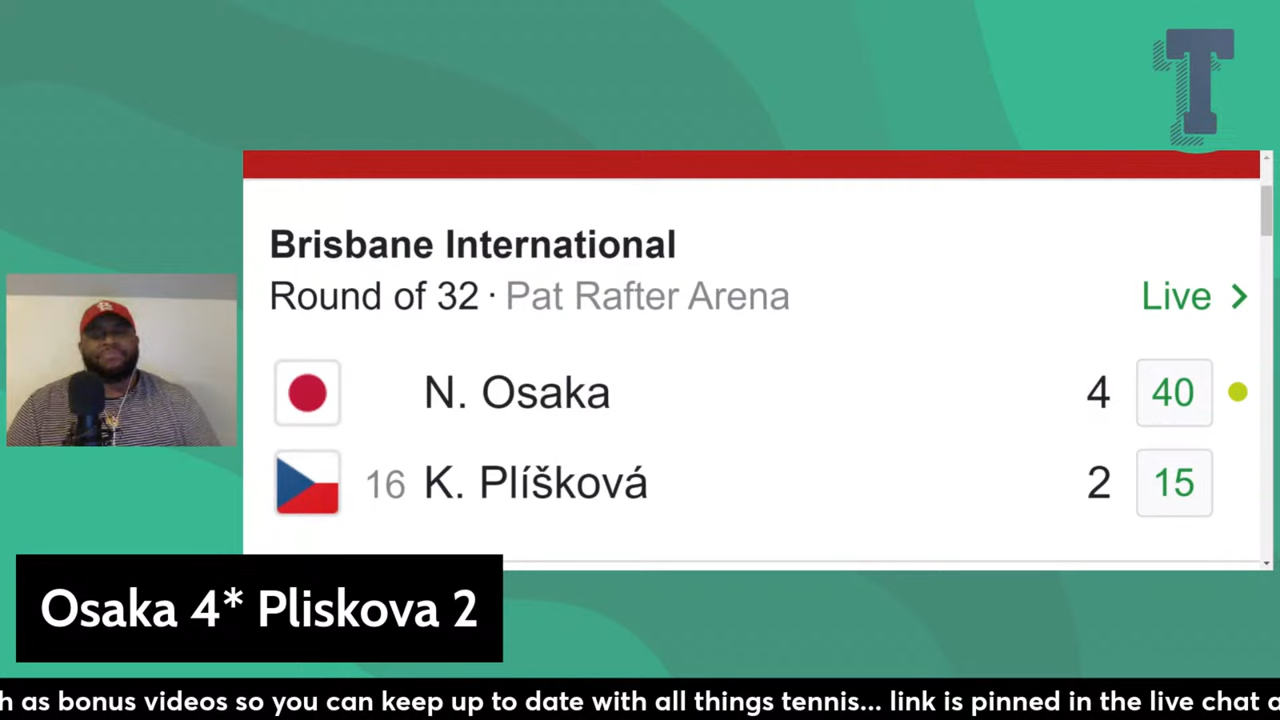 T
Brisbane International
Round of 32 · Pat Rafter Arena
Live >
N. Osaka 4 40
16 K. Plíšková 2 15
Osaka 4* Pliskova 2
h as bonus videos so you can keep up to date with all things tennis... link is pinned in the live chat